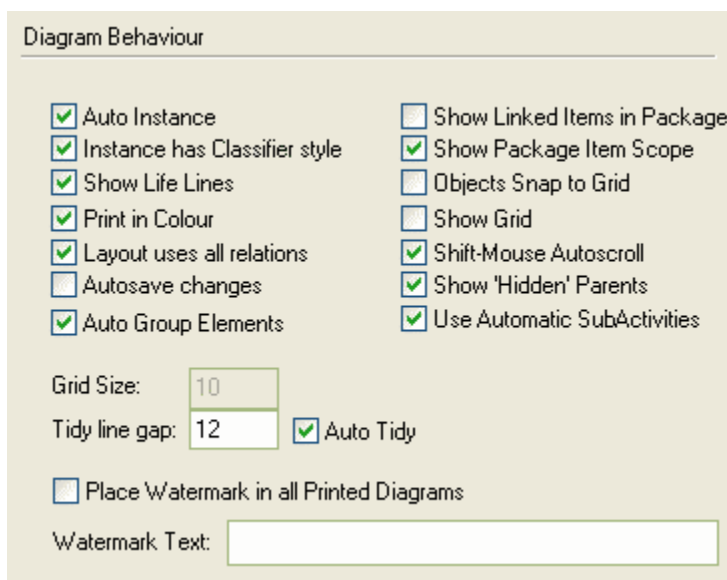 Diagram Behaviour
Auto Instance
Instance has Classifier style
Show Life Lines
Print in Colour
Layout uses all relations
Autosave changes
Auto Group Elements
Show Linked Items in Package
Show Package Item Scope
Objects Snap to Grid
Show Grid
Shift-Mouse Autoscroll
Show 'Hidden' Parents
Use Automatic SubActivities
Grid Size: 10
Tidy line gap: 12 Auto Tidy
Place Watermark in all Printed Diagrams
Watermark Text: